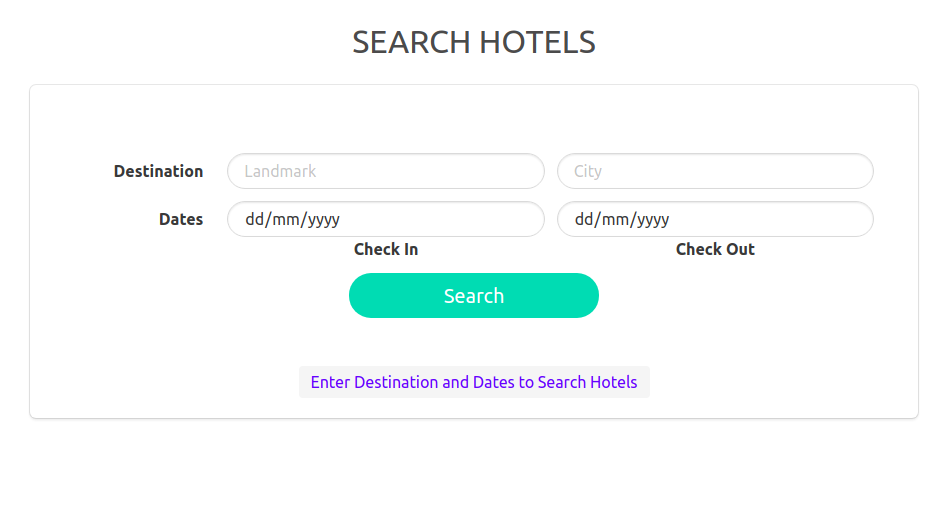 SEARCH HOTELS
Destination Landmark City
Dates dd/mm/yyyy dd/mm/yyyy
Check In Check Out
Search
Enter Destination and Dates to Search Hotels